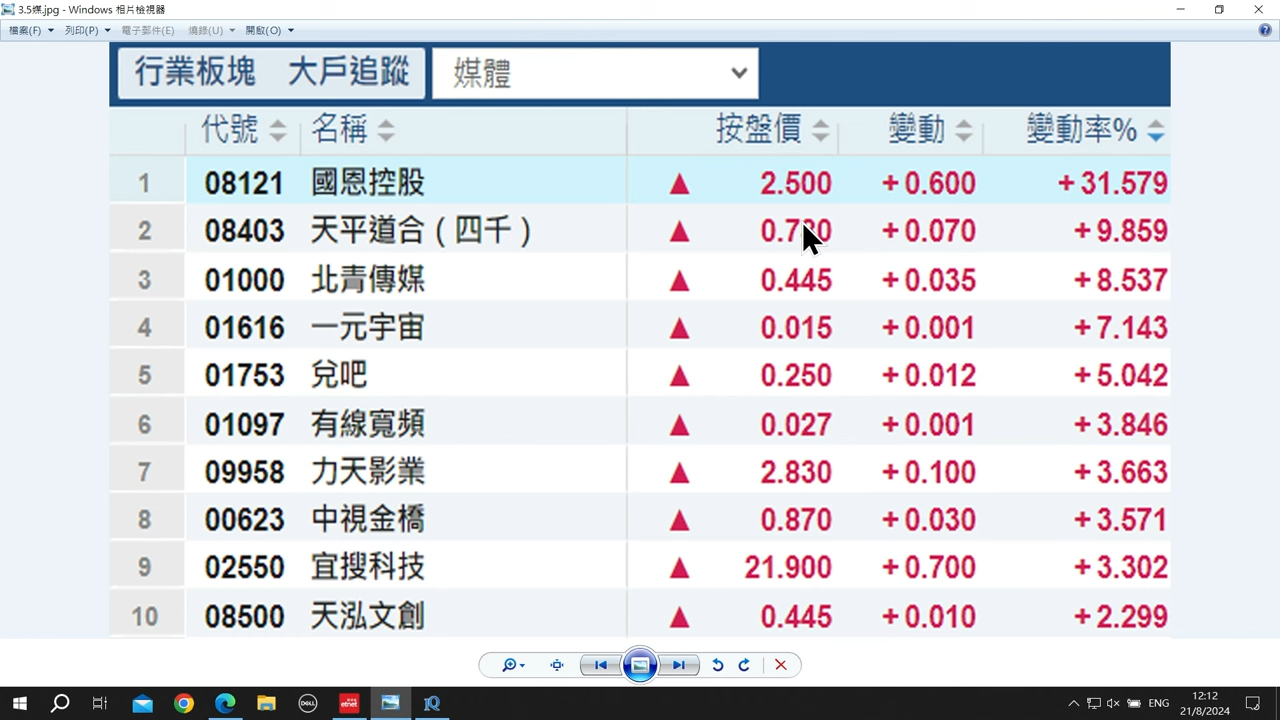 3.5媒.jpg - Windows 相片檢視器
檔案(F) 列印(P) 電子郵件(E) 燒錄(U) 開啟(O)
行業板塊 大戶追蹤 媒體
代號 名稱 按盤價 變動 變動率%
1 08121 國恩控股 ▲ 2.500 +0.600 +31.579
2 08403 天平道合(四千) ▲ +0.070 +9.859
3 01000 北青傳媒 ▲ 0.445 +0.035 +8.537
4 01616 一元宇宙 ▲ 0.015 +0.001 +7.143
5 01753 兌吧 ▲ 0.250 +0.012 +5.042
6 01097 有線寬頻 ▲ 0.027 +0.001 +3.846
7 09958 力天影業 ▲ 2.830 +0.100 +3.663
8 00623 中視金橋 ▲ 0.870 +0.030 +3.571
9 02550 宜搜科技 ▲ 21.900 +0.700 +3.302
10 08500 天泓文創 ▲ 0.445 +0.010 +2.299
DELL etnet IQ ENG 12:12
21/8/2024